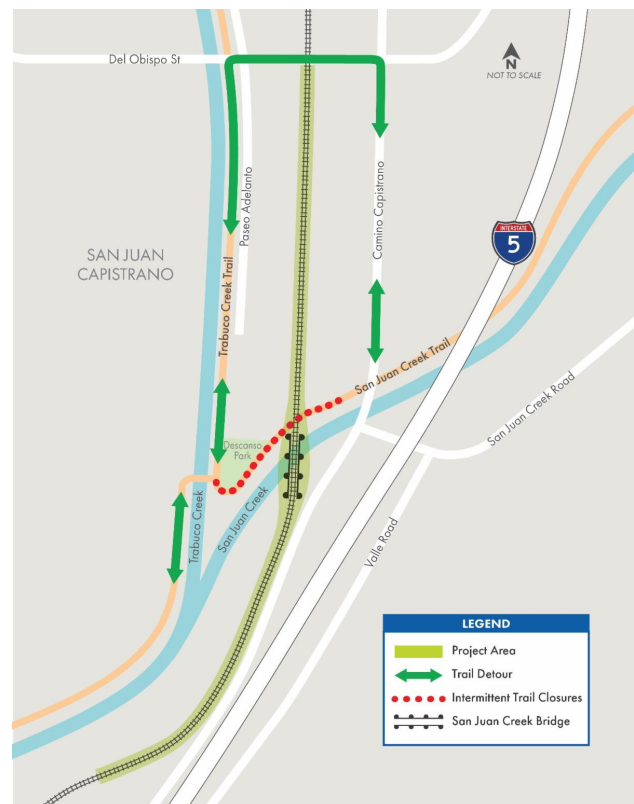 Del Obispo St
N
NOT TO SCALE
Paseo Adelanto
Camino Capistrano
INTERSTATE
5
SAN JUAN
CAPISTRANO
Trabuco Creek Trail
San Juan Creek Trail
San Juan Creek Road
Descanso
Park
Trabuco Creek
San Juan Creek
Valle Road
LEGEND
Project Area
Trail Detour
Intermittent Trail Closures
San Juan Creek Bridge